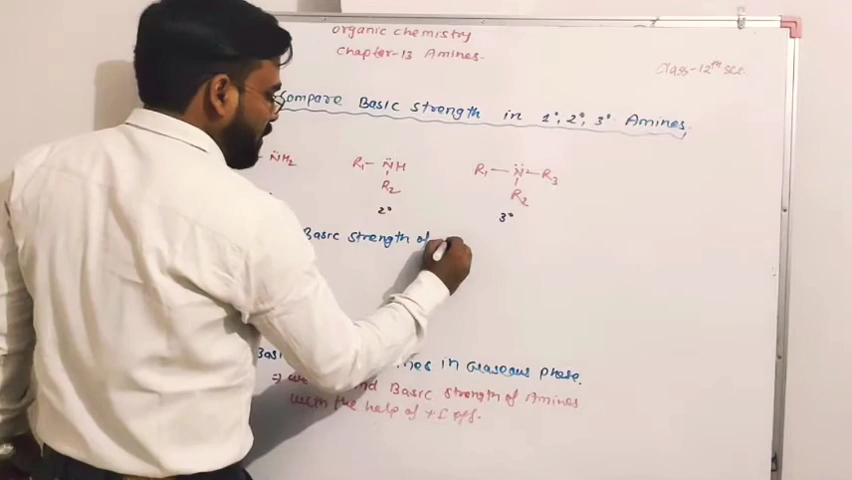 Organic chemistry
Chapter-13 Amines.
Class-12th sci.
Compare Basic strength in 1°, 2°, 3° Amines.
N̈H2 R1-N̈H R1-N̈-R3
R2 R2
2° 3°
Basic strength of
in Gaseous phase.
⇒ Basic strength of Amines
with the help of +I eff.